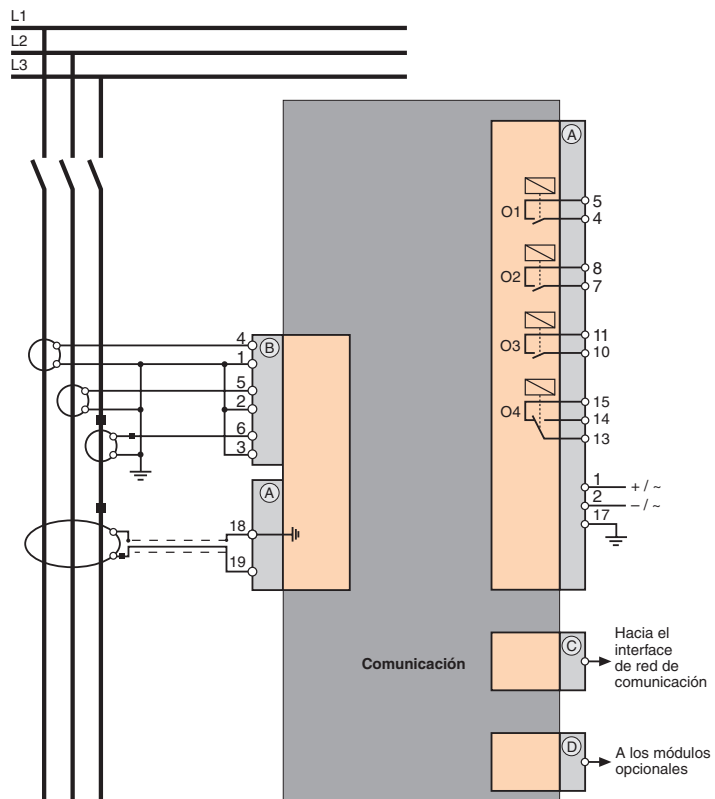 L1
L2
L3
A
O1
5
4
O2
8
7
O3
11
10
O4
15
14
13
1
+ / ~
2
– / ~
17
B
4
1
5
2
6
3
A
18
19
Comunicación
C
Hacia el
interface
de red de
comunicación
D
A los módulos
opcionales